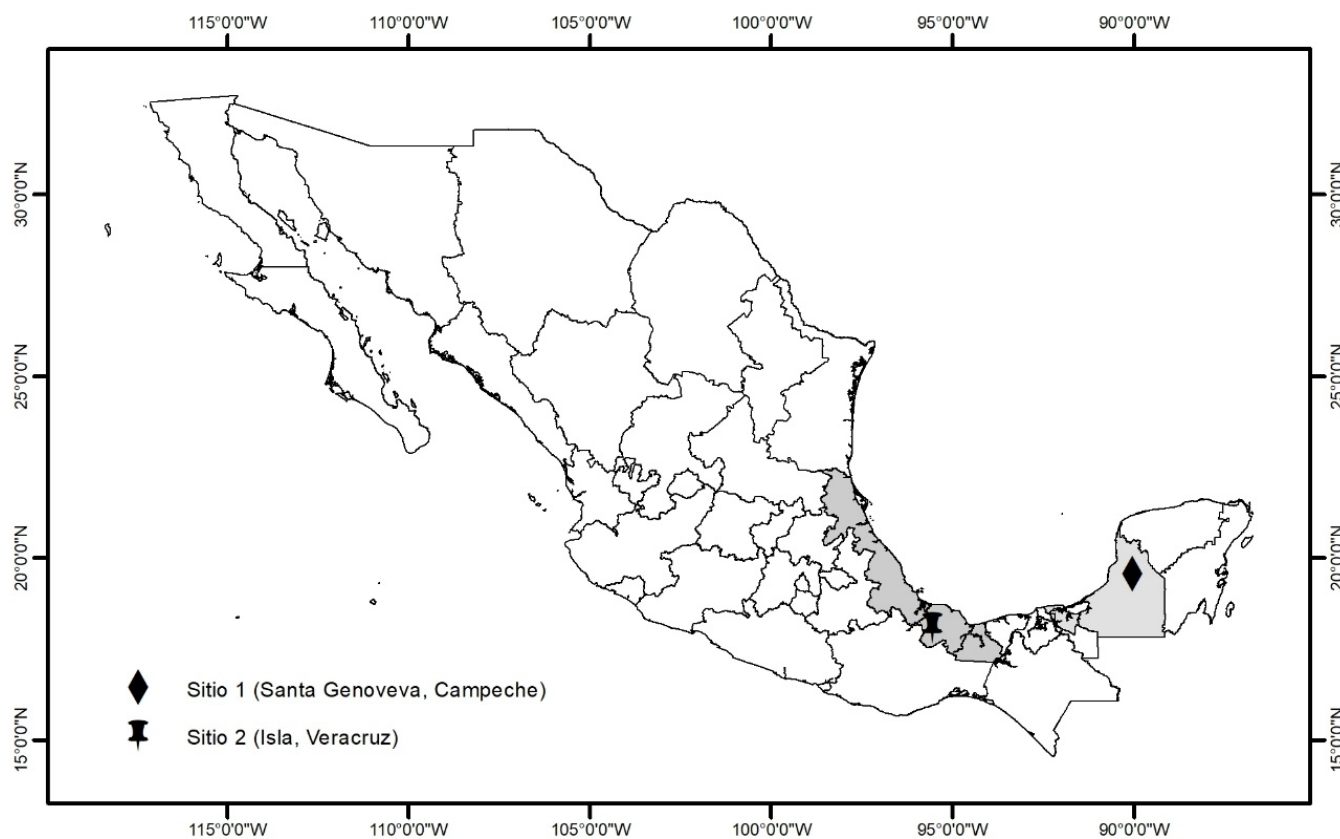 115°0'0"W 110°0'0"W 105°0'0"W 100°0'0"W 95°0'0"W 90°0'0"W
30°0'0"N 30°0'0"N
25°0'0"N 25°0'0"N
20°0'0"N 20°0'0"N
Sitio 1 (Santa Genoveva, Campeche)
Sitio 2 (Isla, Veracruz)
15°0'0"N 15°0'0"N
115°0'0"W 110°0'0"W 105°0'0"W 100°0'0"W 95°0'0"W 90°0'0"W